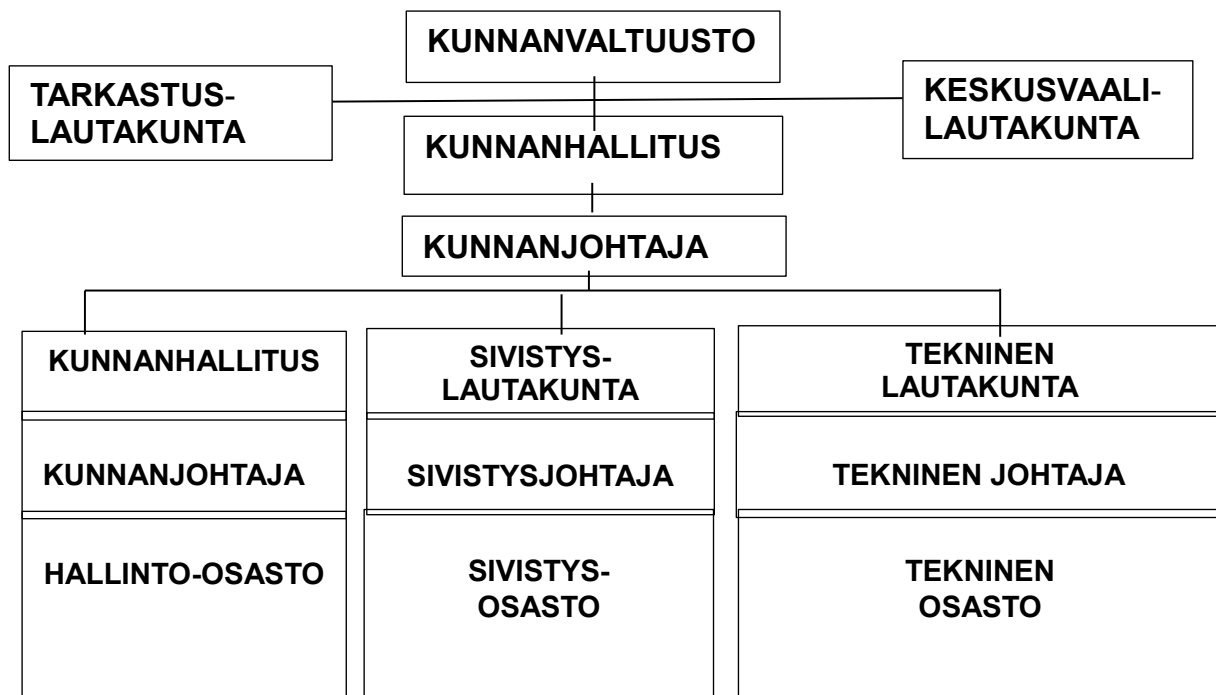 KUNNANVALTUUSTO
TARKASTUS-
LAUTAKUNTA
KESKUSVAALI-
LAUTAKUNTA
KUNNANHALLITUS
KUNNANJOHTAJA
KUNNANHALLITUS
SIVISTYS-
LAUTAKUNTA
TEKNINEN
LAUTAKUNTA
KUNNANJOHTAJA
SIVISTYSJOHTAJA
TEKNINEN JOHTAJA
HALLINTO-OSASTO
SIVISTYS-
OSASTO
TEKNINEN
OSASTO